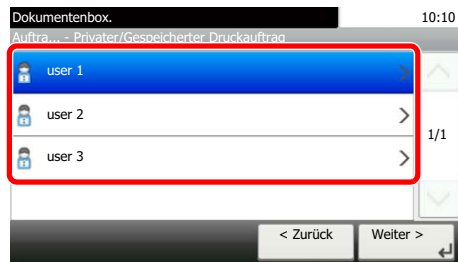 Dokumentenbox. 10:10
Auftra... - Privater/Gespeicherter Druckauftrag
user 1
user 2
user 3
1/1
< Zurück Weiter >